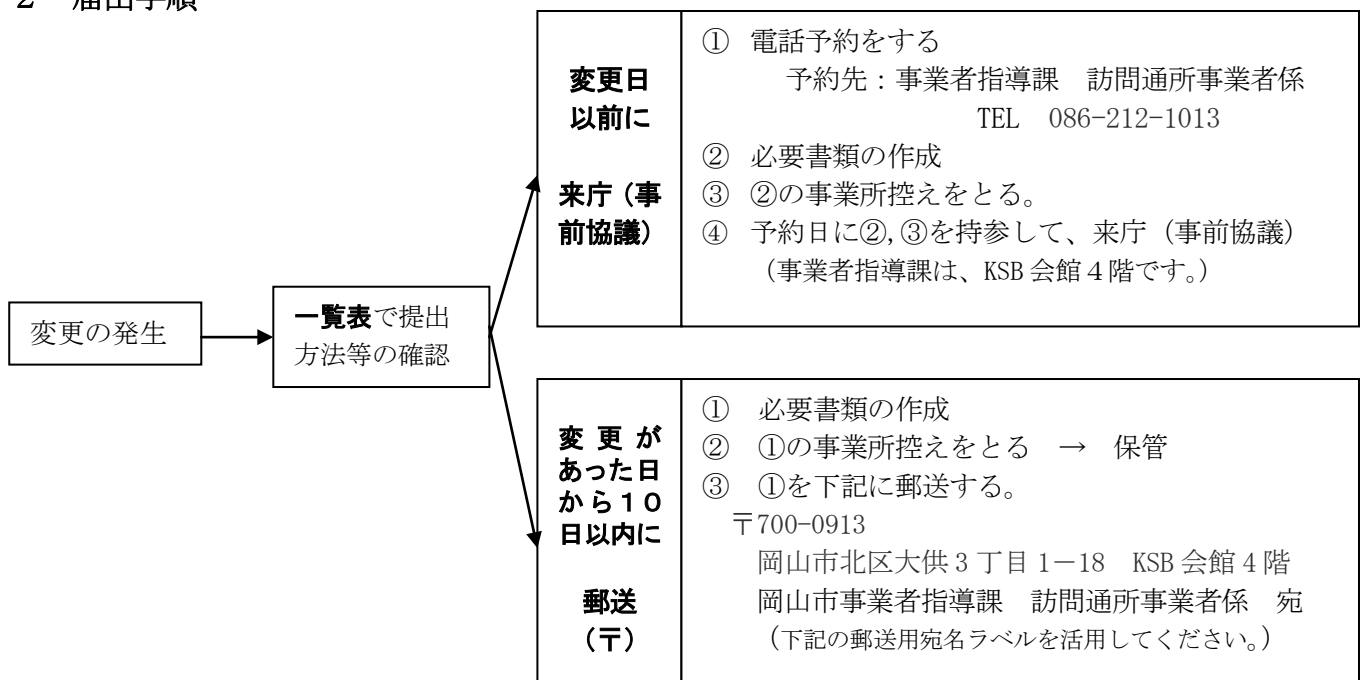 ２　届出手順
変更の発生
一覧表で提出
方法等の確認
変更日
以前に
来庁（事
前協議）
① 電話予約をする
予約先：事業者指導課　訪問通所事業者係
TEL　086-212-1013
② 必要書類の作成
③ ②の事業所控えをとる。
④ 予約日に②,③を持参して、来庁（事前協議）
（事業者指導課は、KSB会館４階です。）
変更が
あった日
から１０
日以内に
郵送
（〒）
①　必要書類の作成
②　①の事業所控えをとる　→　保管
③　①を下記に郵送する。
〒700-0913
岡山市北区大供3丁目1－18　KSB会館4階
岡山市事業者指導課　訪問通所事業者係　宛
（下記の郵送用宛名ラベルを活用してください。）